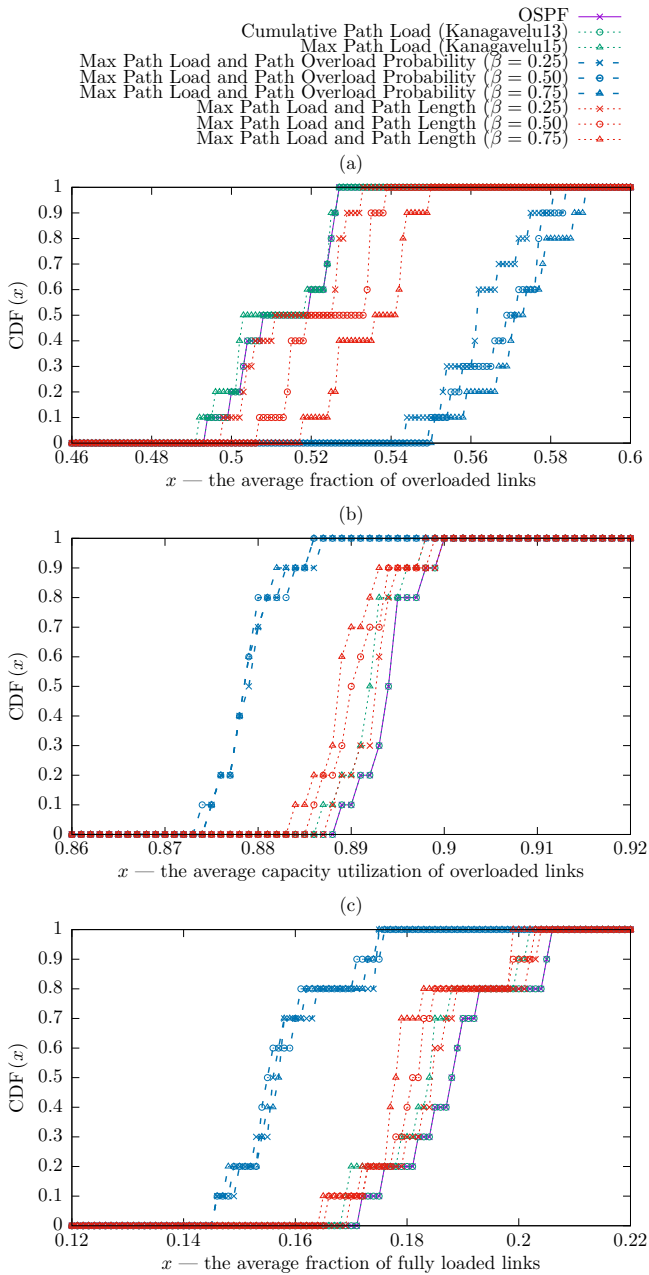 OSPF
Cumulative Path Load (Kanagavelu13)
Max Path Load (Kanagavelu15)
Max Path Load and Path Overload Probability (β = 0.25)
Max Path Load and Path Overload Probability (β = 0.50)
Max Path Load and Path Overload Probability (β = 0.75)
Max Path Load and Path Length (β = 0.25)
Max Path Load and Path Length (β = 0.50)
Max Path Load and Path Length (β = 0.75)
(a)
1
0.9
0.8
0.7
0.6
0.5
0.4
0.3
0.2
0.1
0
CDF (x)
0.46 0.48 0.5 0.52 0.54 0.56 0.58 0.6
x — the average fraction of overloaded links
(b)
1
0.9
0.8
0.7
0.6
0.5
0.4
0.3
0.2
0.1
0
CDF (x)
0.86 0.87 0.88 0.89 0.9 0.91 0.92
x — the average capacity utilization of overloaded links
(c)
1
0.9
0.8
0.7
0.6
0.5
0.4
0.3
0.2
0.1
0
CDF (x)
0.12 0.14 0.16 0.18 0.2 0.22
x — the average fraction of fully loaded links